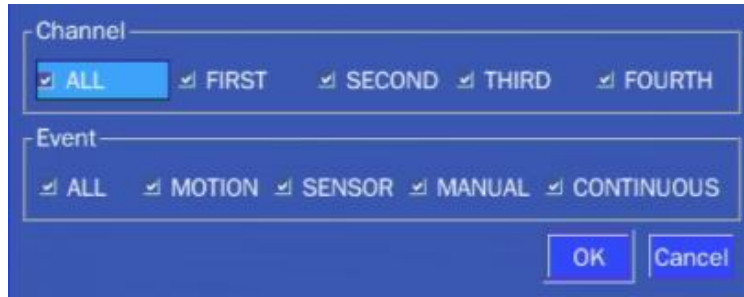 Channel
ALL FIRST SECOND THIRD FOURTH
Event
ALL MOTION SENSOR MANUAL CONTINUOUS
OK Cancel